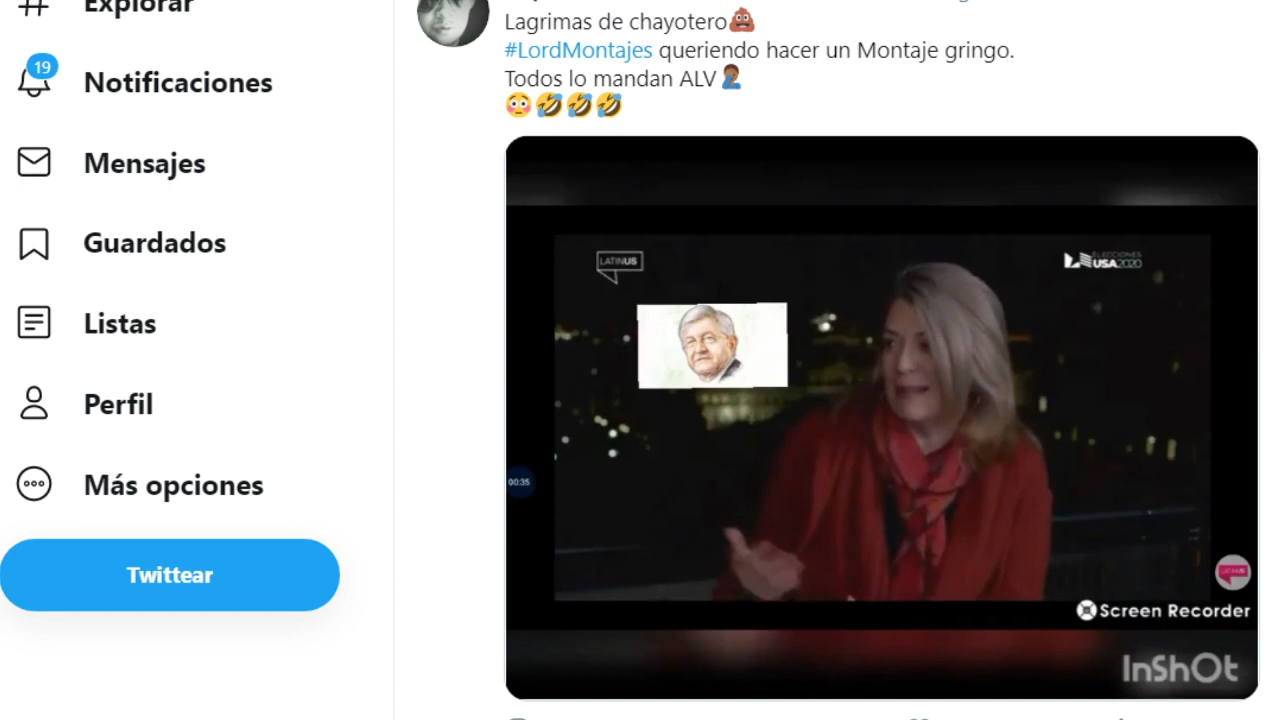 Explorar
19
Notificaciones
Mensajes
Guardados
Listas
Perfil
Más opciones
Twittear
Lagrimas de chayotero💩
#LordMontajes queriendo hacer un Montaje gringo.
Todos lo mandan ALV🤦🏾‍♂️
😳🤣🤣🤣
LATINUS
ELECCIONES
USA2020
00:35
LATINUS
Screen Recorder
InShOt